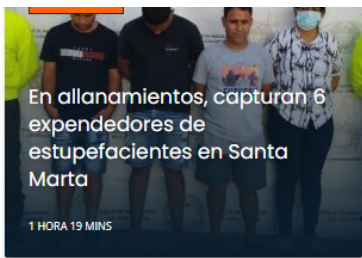 En allanamientos, capturan 6
expendedores de
estupefacientes en Santa
Marta
1 HORA 19 MINS